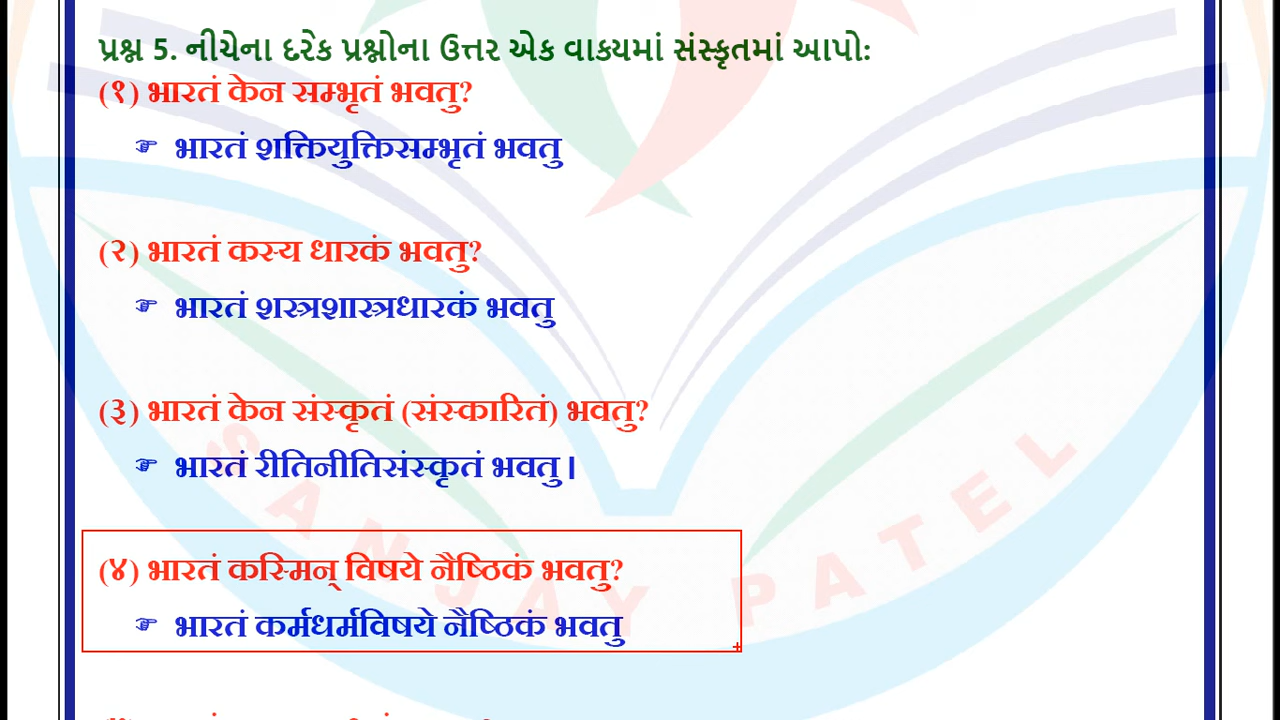 પ્રશ્ન 5. નીચેના દરેક પ્રશ્નોના ઉત્તર એક વાક્યમાં સંસ્કૃતમાં આપો:
(१) भारतं केन सम्भृतं भवतु?
☞ भारतं शक्तियुक्तिसम्भृतं भवतु
(२) भारतं कस्य धारकं भवतु?
☞ भारतं शस्त्रशास्त्रधारकं भवतु
(३) भारतं केन संस्कृतं (संस्कारितं) भवतु?
☞ भारतं रीतिनीतिसंस्कृतं भवतु ।
(४) भारतं कस्मिन् विषये नैष्ठिकं भवतु?
☞ भारतं कर्मधर्मविषये नैष्ठिकं भवतु
SANJAY PATEL